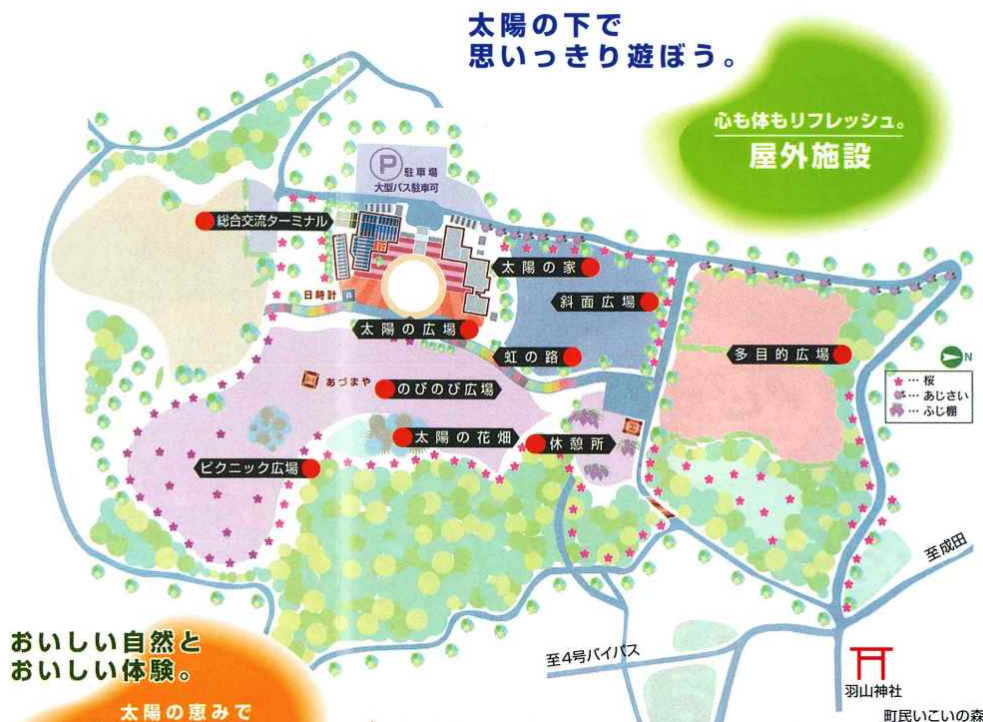 太陽の下で
思いっきり遊ぼう。
心も体もリフレッシュ。
屋外施設
P 駐車場
大型バス駐車可
総合交流ターミナル
太陽の家
日時計
斜面広場
太陽の広場
虹の路
多目的広場
N
あづまや
のびのび広場
…桜
…あじさい
…ふじ棚
太陽の花畑
休憩所
ピクニック広場
至成田
おいしい自然と
おいしい体験。
至4号バイパス
羽山神社
太陽の恵みで
町民いこいの森